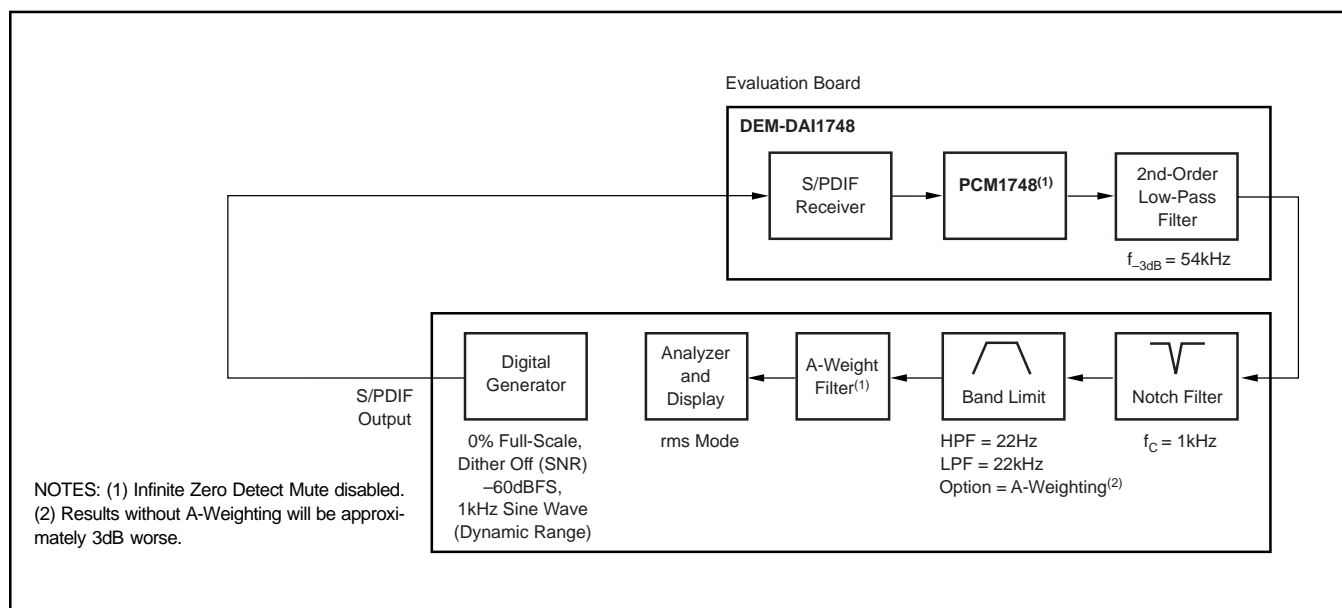 Evaluation Board
DEM-DAI1748
S/PDIF
Receiver
PCM1748(1)
2nd-Order
Low-Pass
Filter
f–3dB = 54kHz
S/PDIF
Output
Digital
Generator
0% Full-Scale,
Dither Off (SNR)
–60dBFS,
1kHz Sine Wave
(Dynamic Range)
Analyzer
and
Display
rms Mode
A-Weight
Filter(1)
Band Limit
HPF = 22Hz
LPF = 22kHz
Option = A-Weighting(2)
Notch Filter
fC = 1kHz
NOTES: (1) Infinite Zero Detect Mute disabled.
(2) Results without A-Weighting will be approxi-
mately 3dB worse.